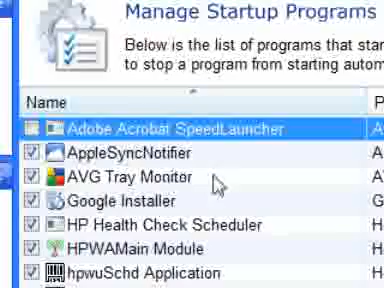 Manage Startup Programs
Below is the list of programs that star
to stop a program from starting autom
Name
P
Adobe Acrobat SpeedLauncher
A
AppleSyncNotifier
A
AVG Tray Monitor
A
Google Installer
G
HP Health Check Scheduler
H
HPWAMain Module
H
hpwuSchd Application
H